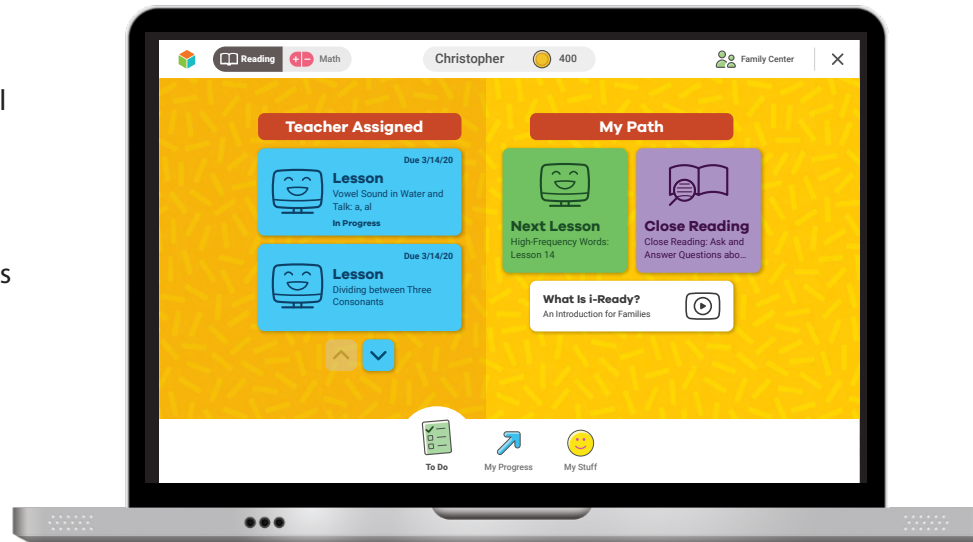 l
s
Reading
+ − Math
Christopher
400
Family Center
Teacher Assigned
Due 3/14/20
Lesson
Vowel Sound in Water and
Talk: a, al
In Progress
Due 3/14/20
Lesson
Dividing between Three
Consonants
My Path
Next Lesson
High-Frequency Words:
Lesson 14
Close Reading
Close Reading: Ask and
Answer Questions abo...
What Is i-Ready?
An Introduction for Families
To Do
My Progress
My Stuff